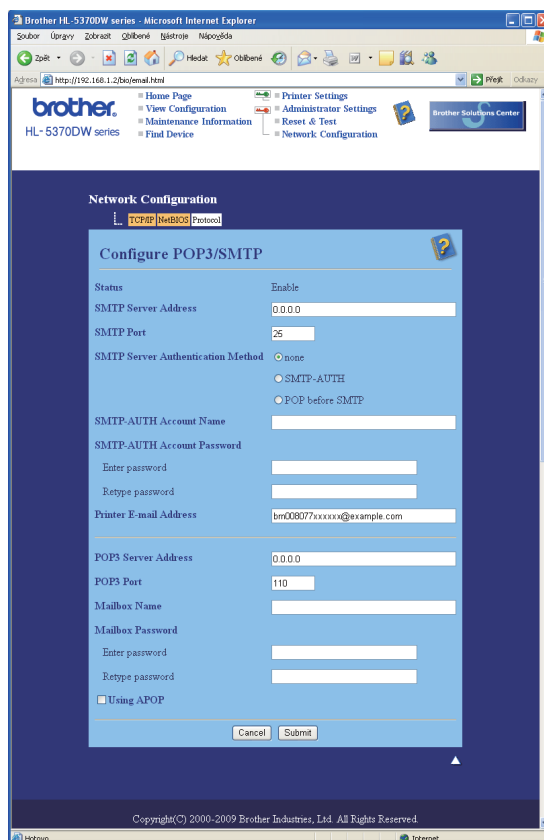 Brother HL-5370DW series - Microsoft Internet Explorer
Soubor Úpravy Zobrazit Oblíbené Nástroje Nápověda
Zpět Hledat Oblíbené
Adresa http://192.168.1.2/bio/email.html Přejít Odkazy
brother.
HL-5370DW series
Home Page Printer Settings
View Configuration Administrator Settings
Maintenance Information Reset & Test
Find Device Network Configuration
Brother Solutions Center
Network Configuration
TCP/IP NetBIOS Protocol
Configure POP3/SMTP
Status Enable
SMTP Server Address 0.0.0.0
SMTP Port 25
SMTP Server Authentication Method none
SMTP-AUTH
POP before SMTP
SMTP-AUTH Account Name
SMTP-AUTH Account Password
Enter password
Retype password
Printer E-mail Address brn008077xxxxxx@example.com
POP3 Server Address 0.0.0.0
POP3 Port 110
Mailbox Name
Mailbox Password
Enter password
Retype password
Using APOP
Cancel Submit
Copyright(C) 2000-2009 Brother Industries, Ltd. All Rights Reserved.
Hotovo Internet